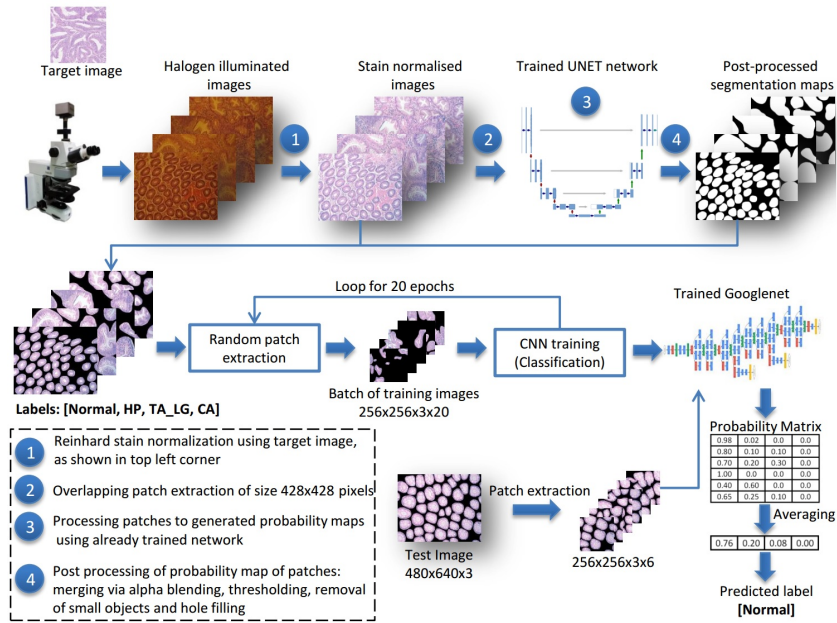 Target image
Halogen illuminated
images
Stain normalised
images
Trained UNET network
Post-processed
segmentation maps
1
2
3
4
Loop for 20 epochs
Trained Googlenet
Random patch
extraction
CNN training
(Classification)
Batch of training images
256x256x3x20
Labels: [Normal, HP, TA_LG, CA]
1 Reinhard stain normalization using target image,
as shown in top left corner
2 Overlapping patch extraction of size 428x428 pixels
3 Processing patches to generated probability maps
using already trained network
4 Post processing of probability map of patches:
merging via alpha blending, thresholding, removal
of small objects and hole filling
Patch extraction
Test Image
480x640x3
256x256x3x6
Probability Matrix
0.98 0.02 0.0 0.0
0.80 0.10 0.10 0.0
0.70 0.20 0.30 0.0
1.00 0.0 0.0 0.0
0.40 0.60 0.0 0.0
0.65 0.25 0.10 0.0
Averaging
0.76 0.20 0.08 0.00
Predicted label
[Normal]